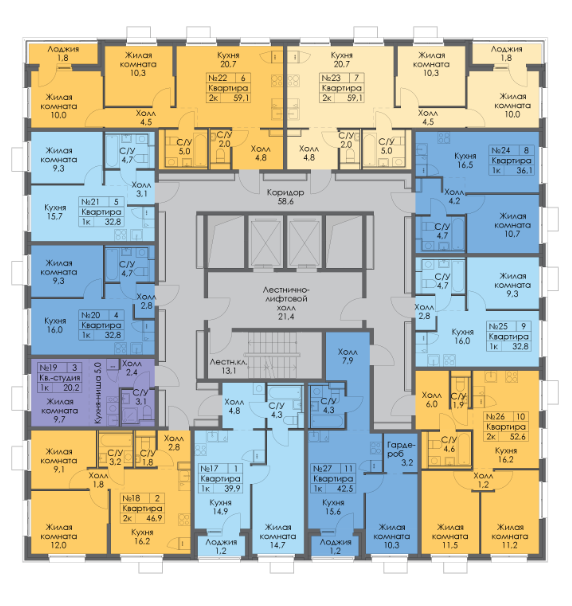 Лоджия
1.8
Жилая
комната
10.3
Кухня
20.7
№22 6
Квартира
2к 59,1
Жилая
комната
10.0
Холл
4,5
С/У
5.0
С/У
2.0
Холл
4.8
Кухня
20.7
№23 7
Квартира
2к 59,1
Жилая
комната
10.3
Лоджия
1.8
Жилая
комната
10.0
Холл
4,5
Холл
4.8
С/У
2.0
С/У
5.0
Жилая
комната
9,3
С/У
4,7
Холл
3,1
№21 5
Квартира
1к 32.8
Кухня
15,7
Коридор
58.6
Кухня
16.5
№24 8
Квартира
1к 36,1
Холл
4.2
С/У
4,7
Жилая
комната
10,7
Жилая
комната
9,3
С/У
4,7
Холл
2.8
Кухня
16.0
№20 4
Квартира
1к 32.8
Лестнично-
лифтовой
холл
21.4
С/У
4,7
Жилая
комната
9,3
Холл
2.8
Кухня
16.0
№25 9
Квартира
1к 32.8
№19 3
Кв.-студия
1к 20.2
Жилая
комната
9.7
Кухня-ниша 5.0
Холл
2.4
С/У
3,1
Лестн.кл.
13.1
Холл
7.9
Холл
4.8
С/У
4,3
С/У
4,3
Холл
6.0
С/У
1.9
С/У
4.6
№26 10
Квартира
2к 52.6
Кухня
16.2
Холл
1.2
Жилая
комната
11.5
Жилая
комната
11.2
Жилая
комната
9,1
С/У
3,2
С/У
1.8
Холл
2.8
Холл
1.8
№18 2
Квартира
2к 46.9
Жилая
комната
12.0
Кухня
16.2
№17 1
Квартира
1к 39.9
Кухня
14.9
Лоджия
1.2
Жилая
комната
14,7
№27 11
Квартира
1к 42.5
Кухня
15.6
Лоджия
1.2
Гарде-
роб
3.2
Жилая
комната
10.3